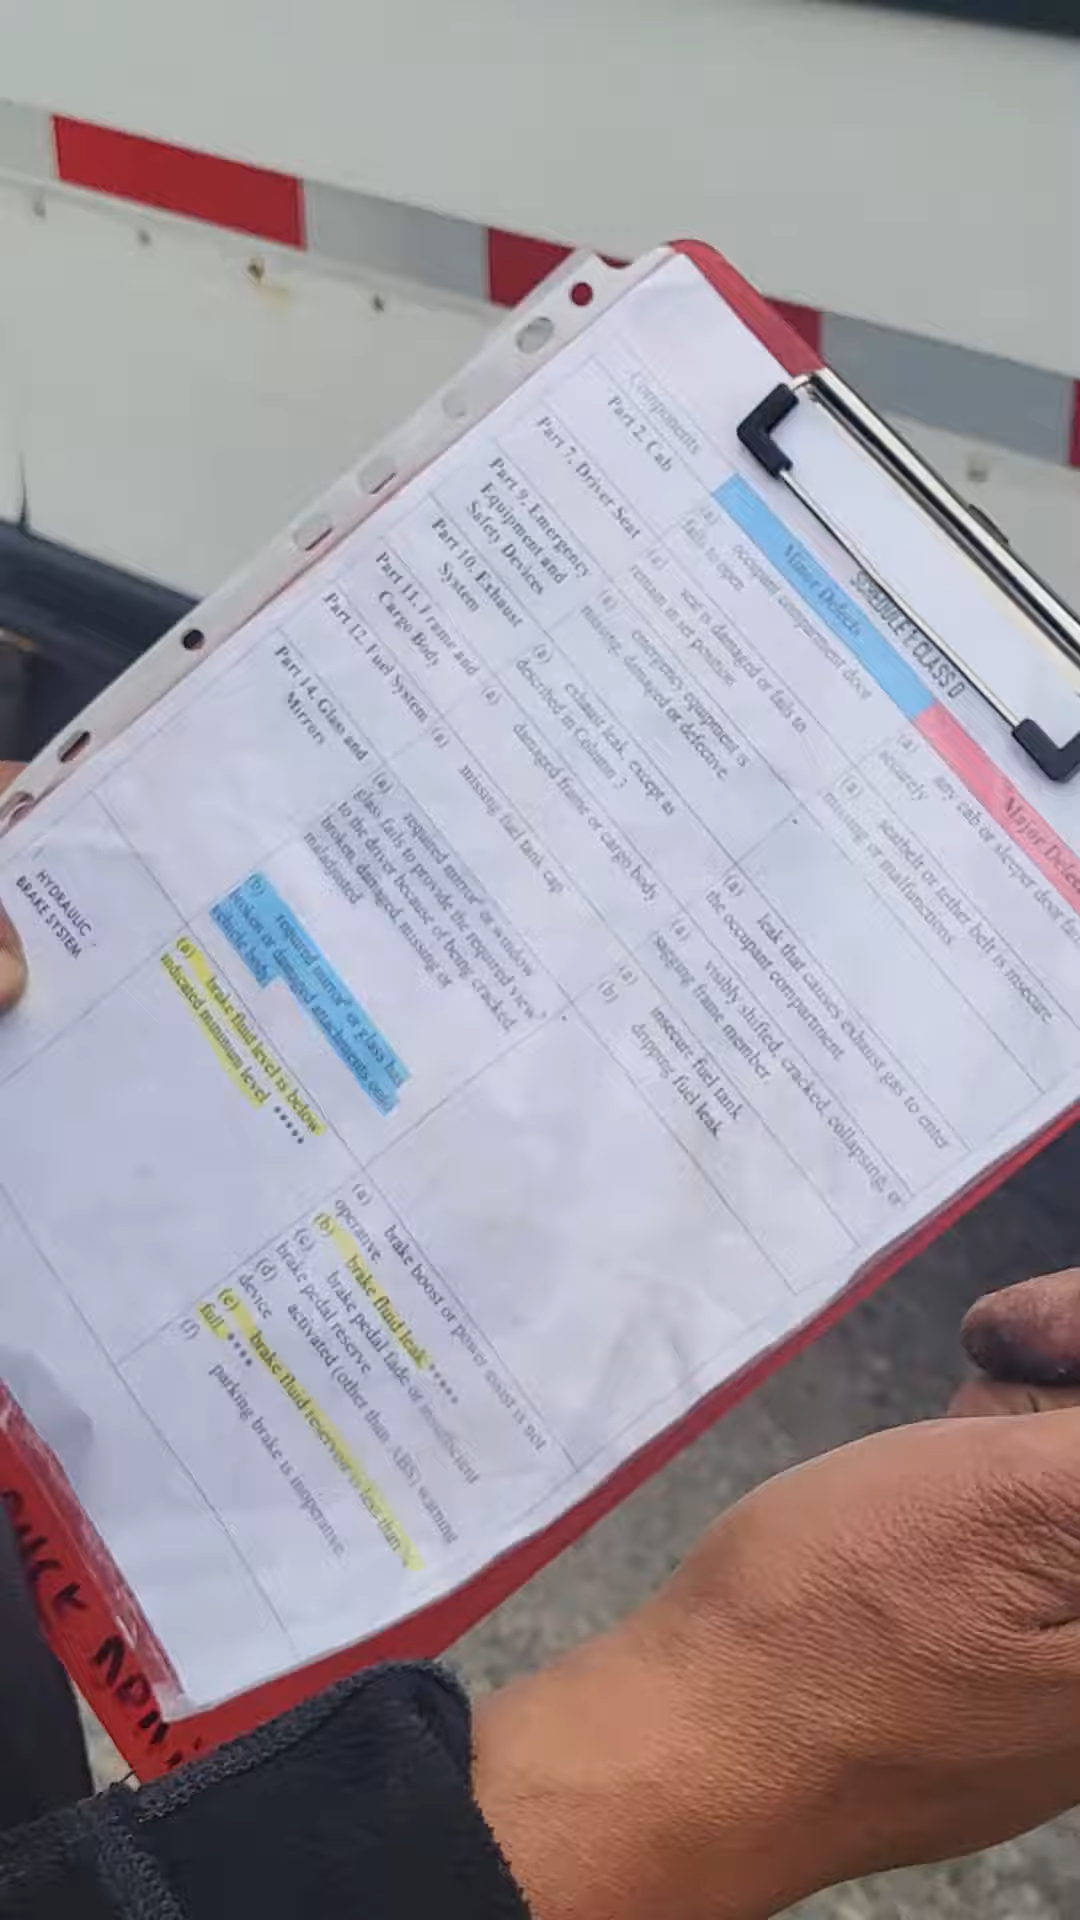 SCHEDULE 1 CLASS D
Components
Minor Defects
Major
Part 2. Cab
(a) occupant compartment door
fails to open
(a) any cab or sleeper door
securely
Part 7. Driver Seat
(a) seat is damaged or fails to
remain in set position
(a) seatbelt or tether belt is insecure
missing or malfunctions
Part 9. Emergency
Equipment and
Safety Devices
(a) emergency equipment is
missing, damaged or defective
Part 10. Exhaust
System
(a) exhaust leak, except as
described in Column 3
(a) leak that causes exhaust gas to enter
the occupant compartment
Part 11. Frame and
Cargo Body
(a) damaged frame or cargo body
(a) visibly shifted, cracked, collapsing, or
sagging frame member.
Part 12. Fuel System
(a) missing fuel tank cap
(a) insecure fuel tank
(b) dripping fuel leak
Part 14. Glass and
Mirrors
(a) required mirror or window
glass fails to provide the required view
to the driver because of being cracked
broken, damaged, missing or
maladjusted
(b) required mirror or glass has
broken or damaged attachments onto
vehicle body
HYDRAULIC
BRAKE SYSTEM
(a) brake fluid level is below
indicated minimum level *****
(a) brake boost or power assist is not
operative
(b) brake fluid leak *****
(c) brake pedal fade or insufficient
brake pedal reserve
(d) activated (other than ABS) warning
device
(e) brake fluid reservoir is less than
full ****
(f) parking brake is inoperative